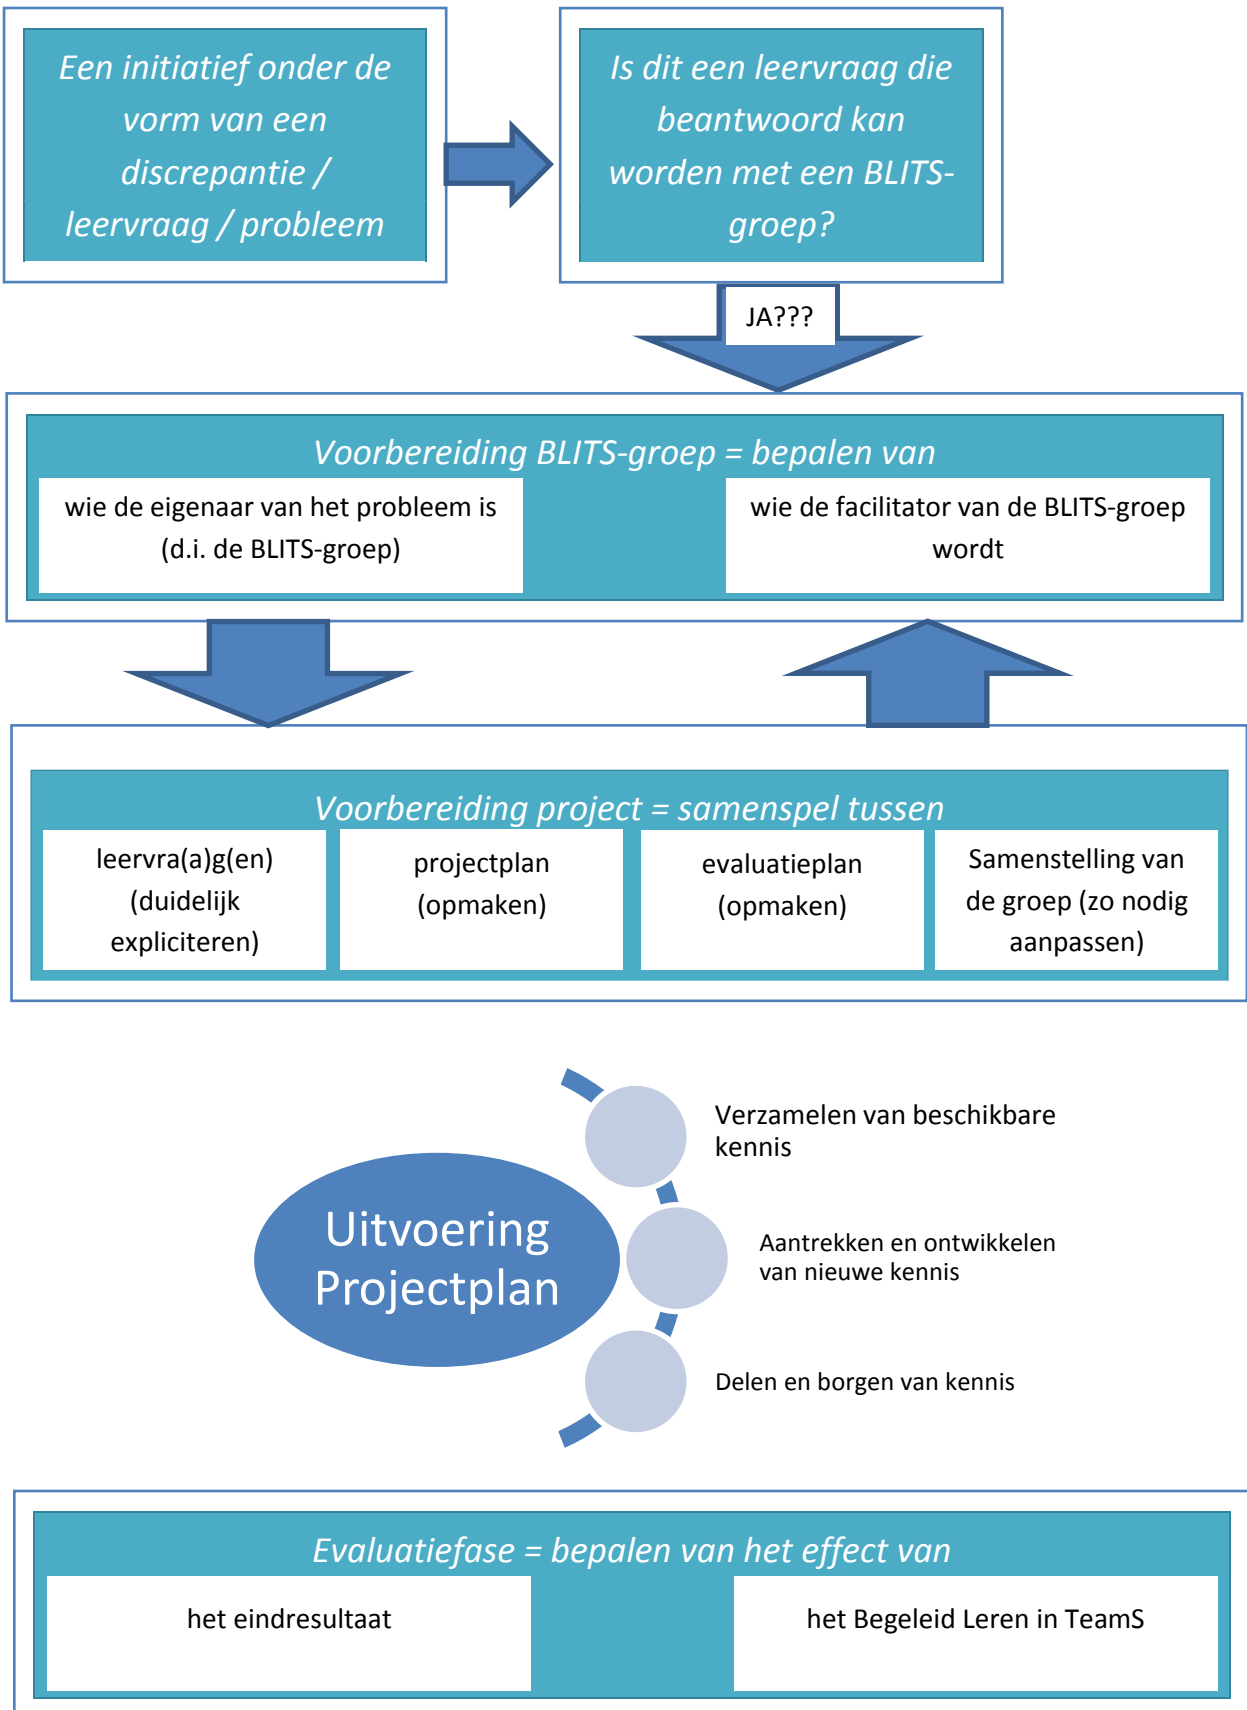 Een initiatief onder de
vorm van een
discrepantie /
leervraag / probleem
Is dit een leervraag die
beantwoord kan
worden met een BLITS-
groep?
JA???
Voorbereiding BLITS-groep = bepalen van
wie de eigenaar van het probleem is
(d.i. de BLITS-groep)
wie de facilitator van de BLITS-groep
wordt
Voorbereiding project = samenspel tussen
leervra(a)g(en)
(duidelijk
expliciteren)
projectplan
(opmaken)
evaluatieplan
(opmaken)
Samenstelling van
de groep (zo nodig
aanpassen)
Uitvoering
Projectplan
Verzamelen van beschikbare
kennis
Aantrekken en ontwikkelen
van nieuwe kennis
Delen en borgen van kennis
Evaluatiefase = bepalen van het effect van
het eindresultaat
het Begeleid Leren in TeamS